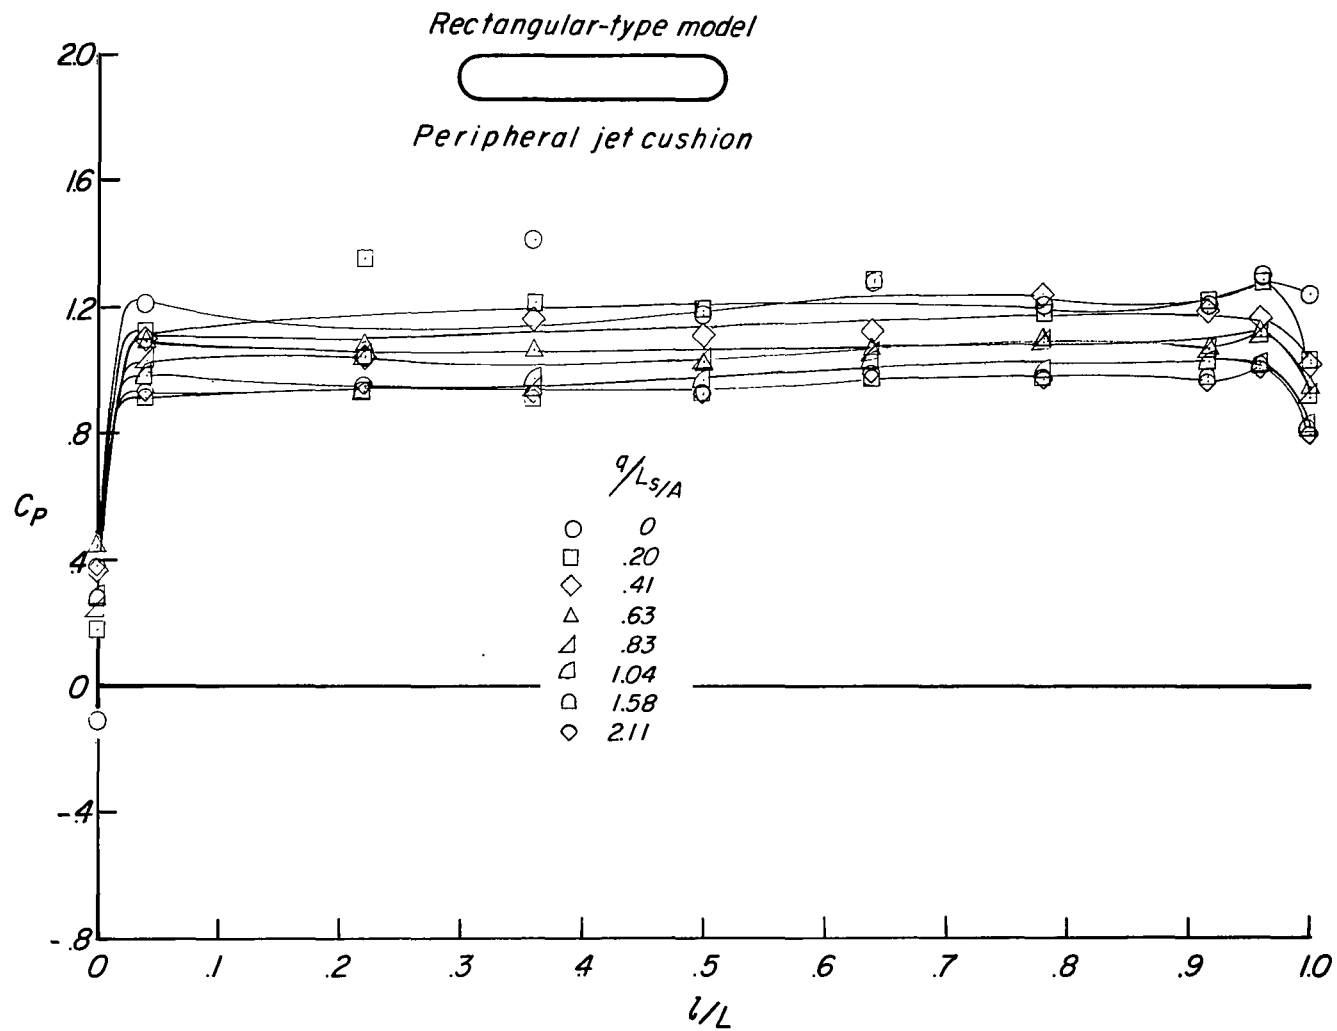 Rectangular-type model
Peripheral jet cushion
2.0
1.6
1.2
.8
.4
0
-.4
-.8
Cp
q/Ls/A
0
.20
.41
.63
.83
1.04
1.58
2.11
0 .1 .2 .3 .4 .5 .6 .7 .8 .9 1.0
l/L